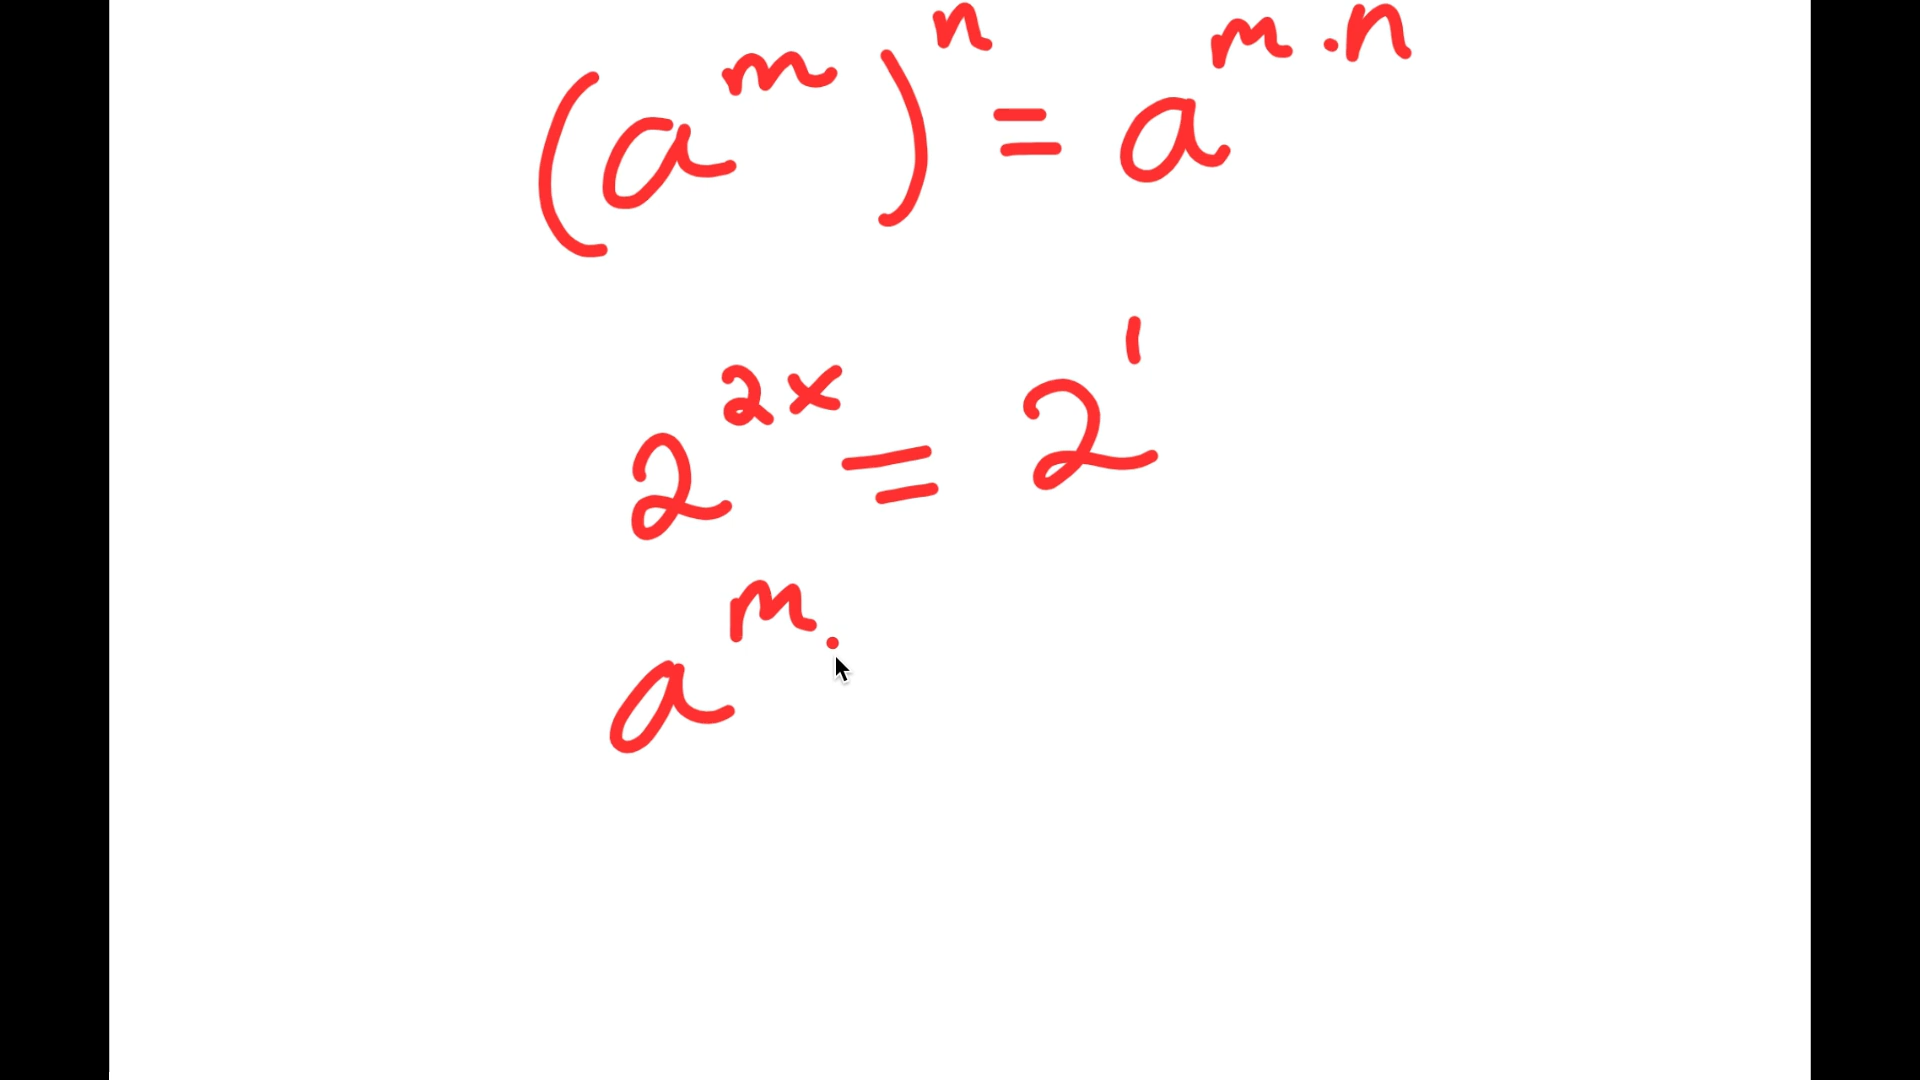 (a^m)^n = a^{m·n}
2^{2x} = 2^1
a^m